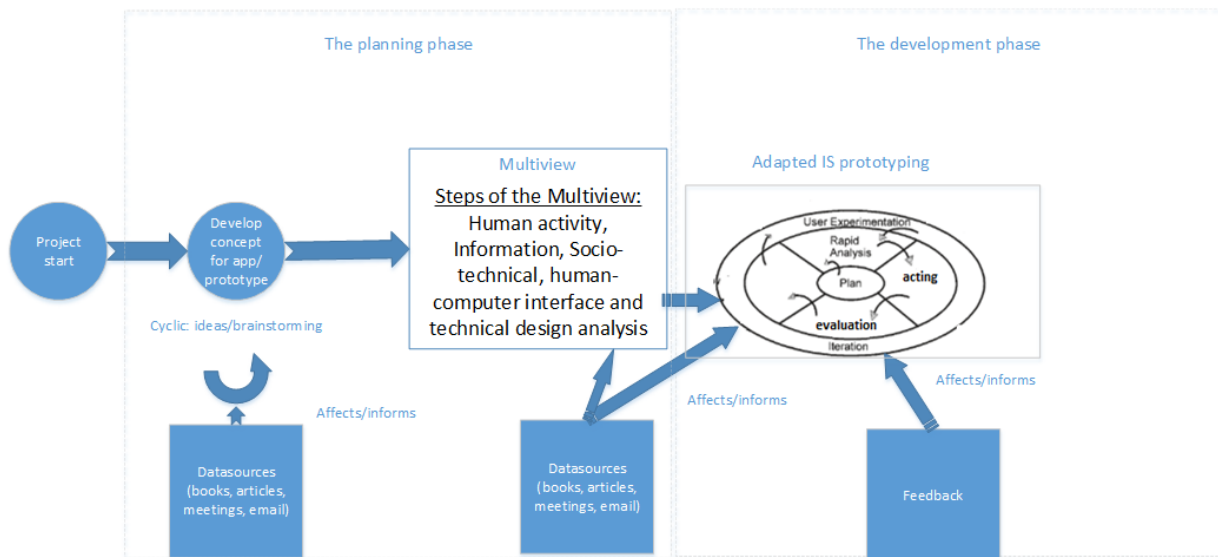 The planning phase
The development phase
Project
start
Develop
concept
for app/
prototype
Cyclic: ideas/brainstorming
Multiview
Steps of the Multiview:
Human activity,
Information, Socio-
technical, human-
computer interface and
technical design analysis
Adapted IS prototyping
User Experimentation
Rapid
Analysis
acting
Plan
evaluation
Iteration
Affects/informs
Affects/informs
Affects/informs
Datasources
(books, articles,
meetings, email)
Datasources
(books, articles,
meetings, email)
Feedback